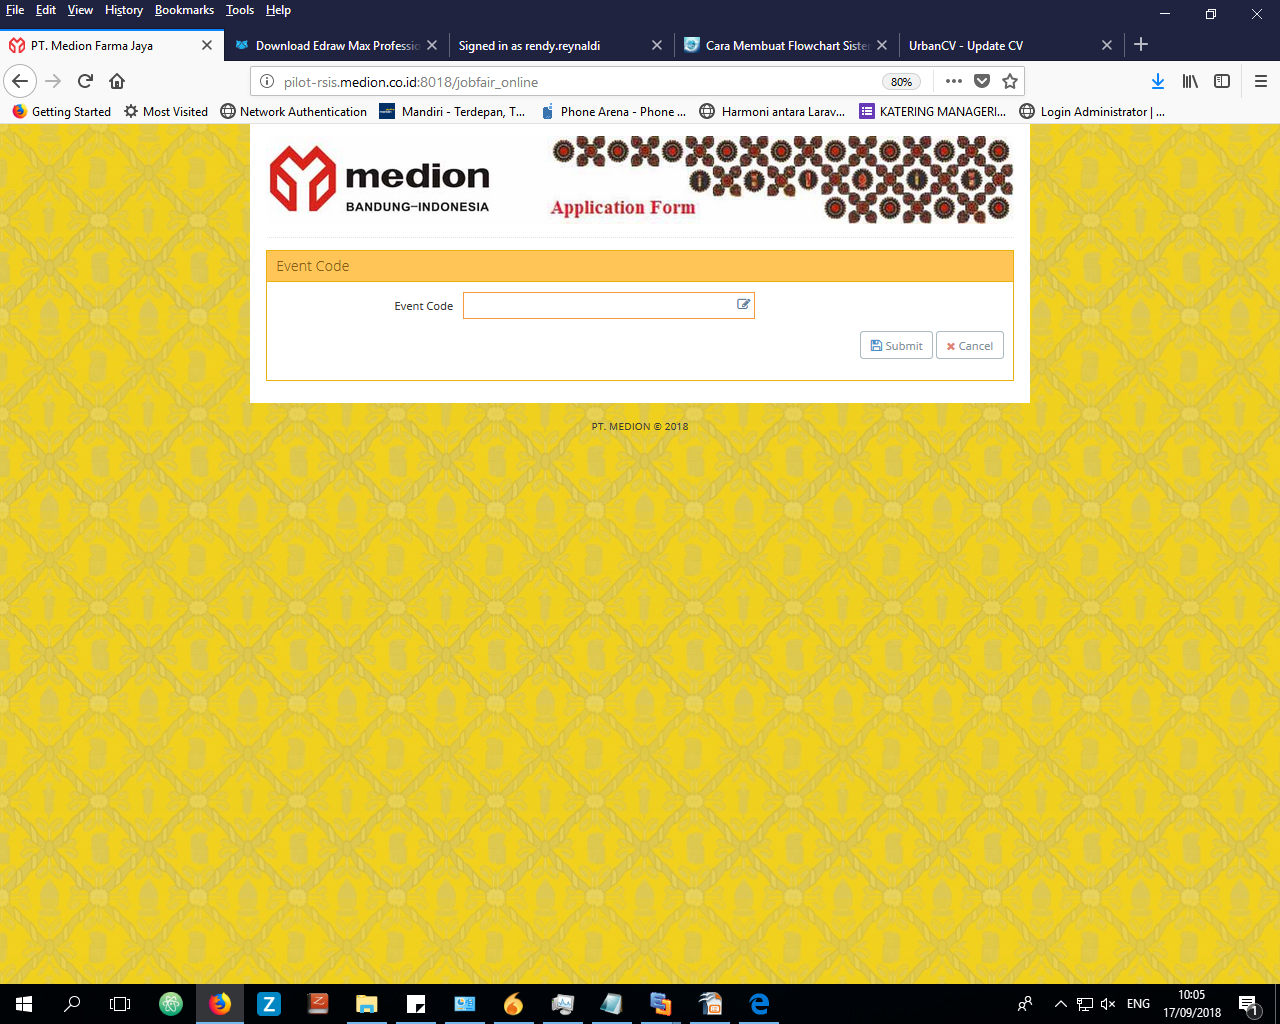 File Edit View History Bookmarks Tools Help
PT. Medion Farma Jaya
Download Edraw Max Professio
Signed in as rendy.reynaldi
Cara Membuat Flowchart Siste
UrbanCV - Update CV
pilot-rsis.medion.co.id:8018/jobfair_online
80%
Getting Started
Most Visited
Network Authentication
Mandiri - Terdepan, T...
Phone Arena - Phone ...
Harmoni antara Larav...
KATERING MANAGERI...
Login Administrator | ...
medion
BANDUNG-INDONESIA
Application Form
Event Code
Event Code
Submit
Cancel
PT. MEDION © 2018
ENG
10:05
17/09/2018
1